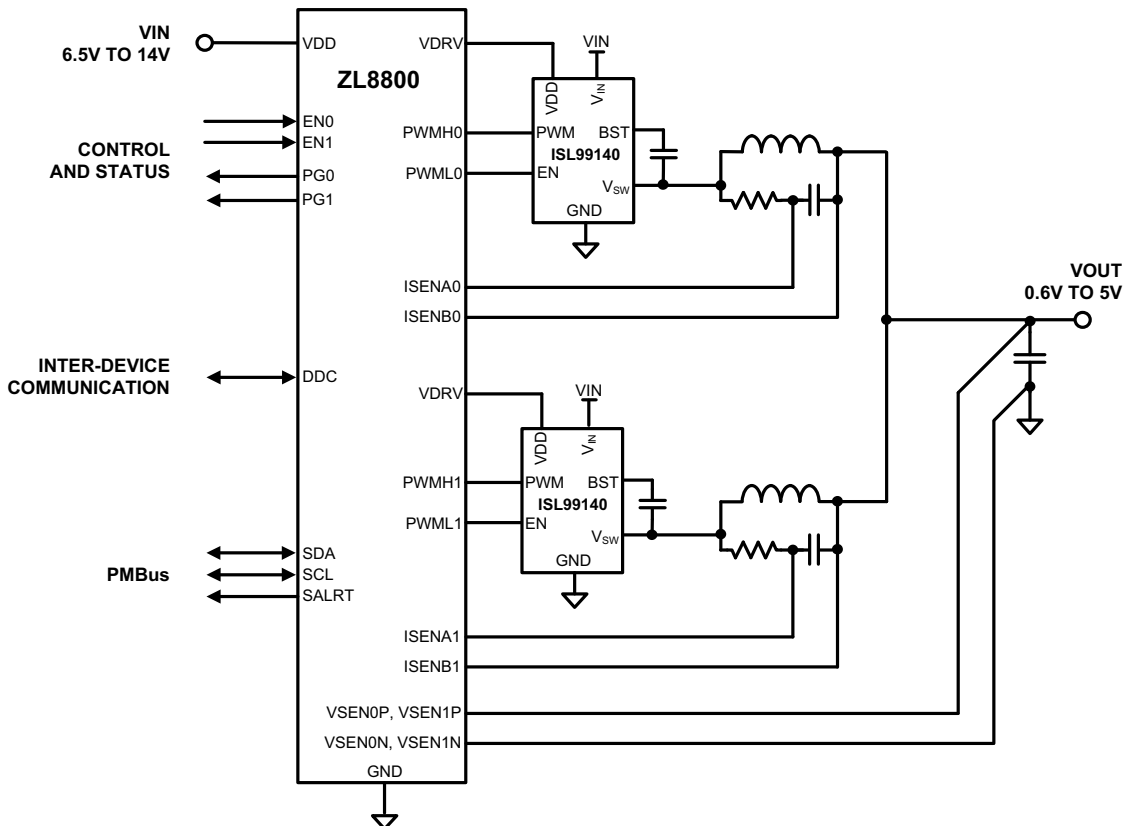 VIN
6.5V TO 14V
VDD
VDRV
ZL8800
VIN
VDD
VIN
EN0
EN1
CONTROL
AND STATUS
PG0
PG1
PWMH0
PWML0
PWM
BST
ISL99140
EN
VSW
GND
ISENA0
ISENB0
VOUT
0.6V TO 5V
INTER-DEVICE
COMMUNICATION
DDC
VDRV
VIN
VDD
VIN
PWMH1
PWML1
PWM
BST
ISL99140
EN
VSW
GND
PMBus
SDA
SCL
SALRT
ISENA1
ISENB1
VSEN0P, VSEN1P
VSEN0N, VSEN1N
GND